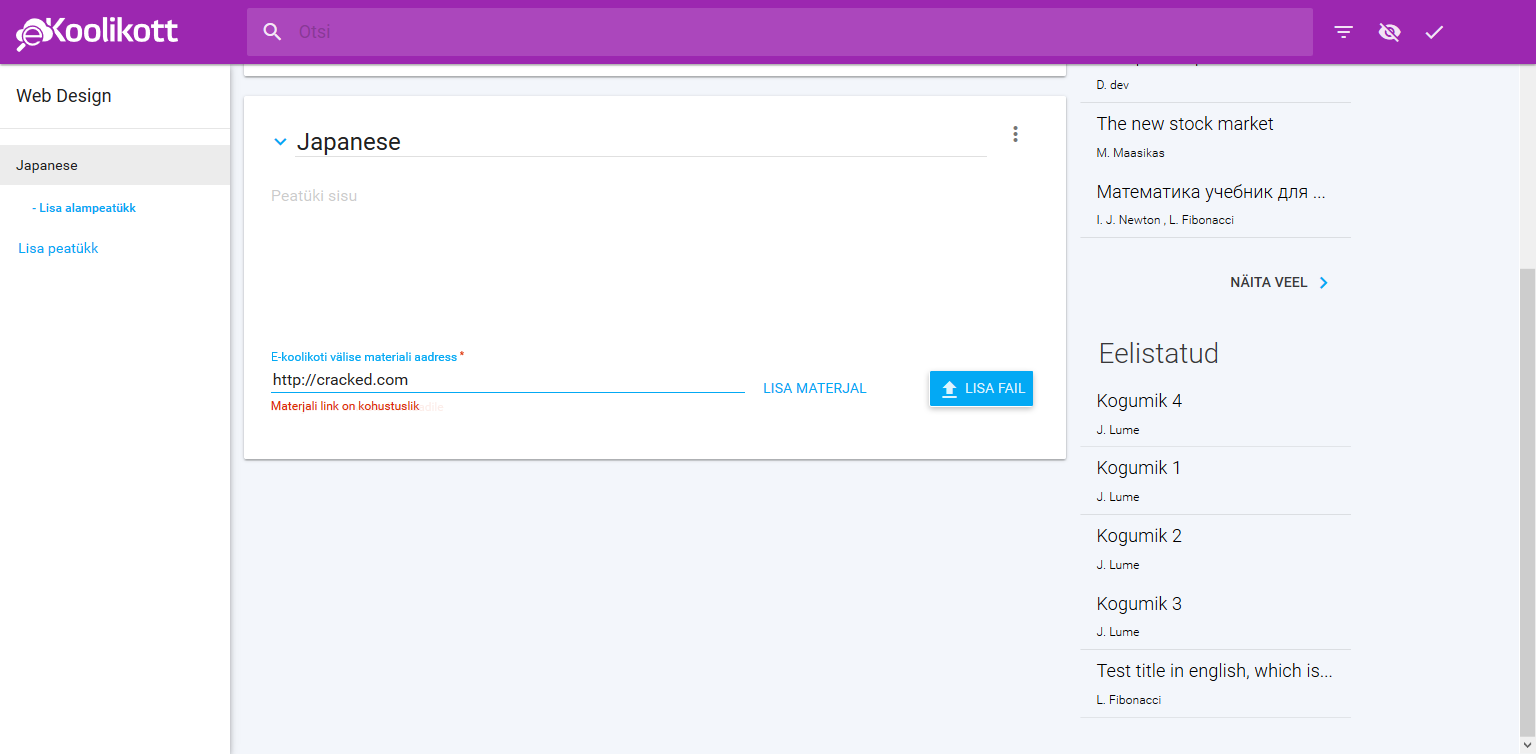 eKoolikott
Otsi
Web Design
Japanese
- Lisa alampeatükk
Lisa peatükk
Japanese
Peatüki sisu
E-koolikoti välise materiali aadress *
http://cracked.com
Materjali link on kohustuslik
LISA MATERJAL
LISA FAIL
D. dev
The new stock market
M. Maasikas
Математика учебник для ...
I. J. Newton , L. Fibonacci
NÄITA VEEL
Eelistatud
Kogumik 4
J. Lume
Kogumik 1
J. Lume
Kogumik 2
J. Lume
Kogumik 3
J. Lume
Test title in english, which is...
L. Fibonacci